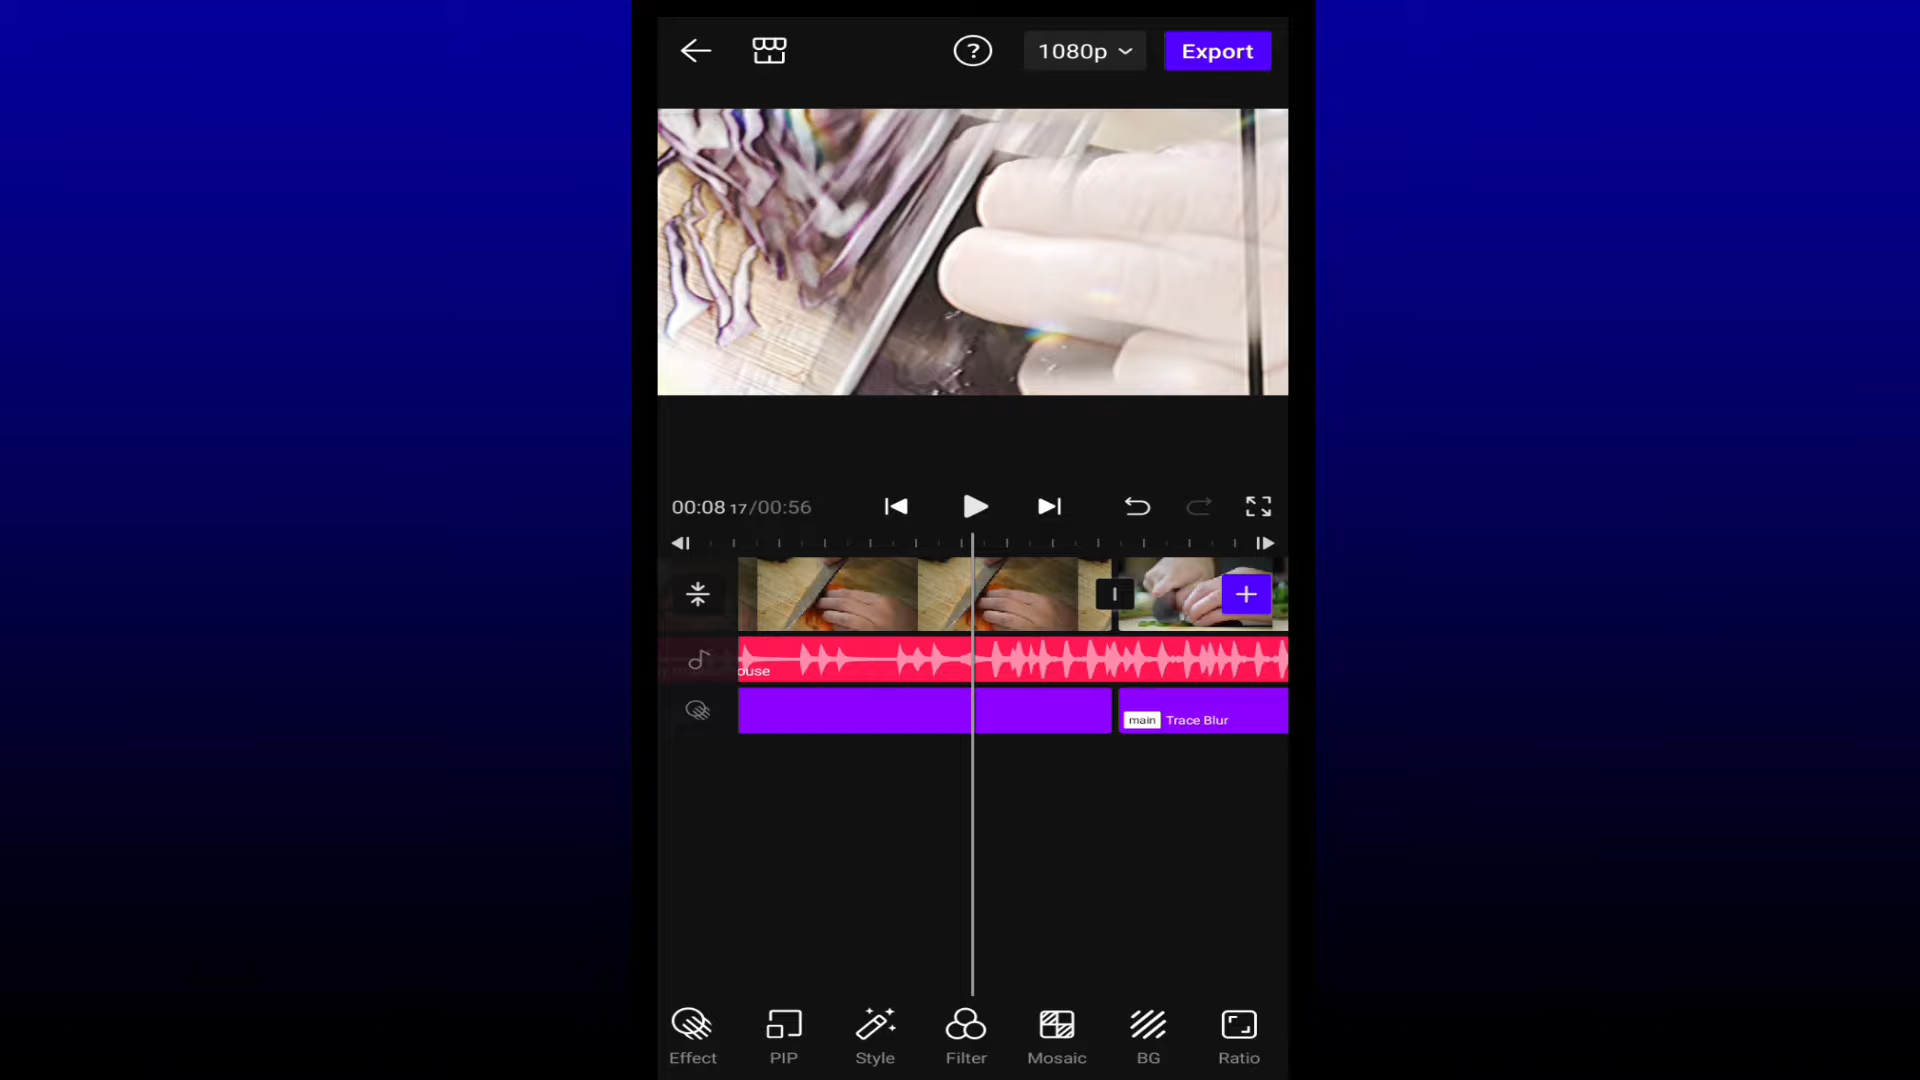 ?
1080p
Export
00:08 17/00:56
ouse
main Trace Blur
Effect
PIP
Style
Filter
Mosaic
BG
Ratio